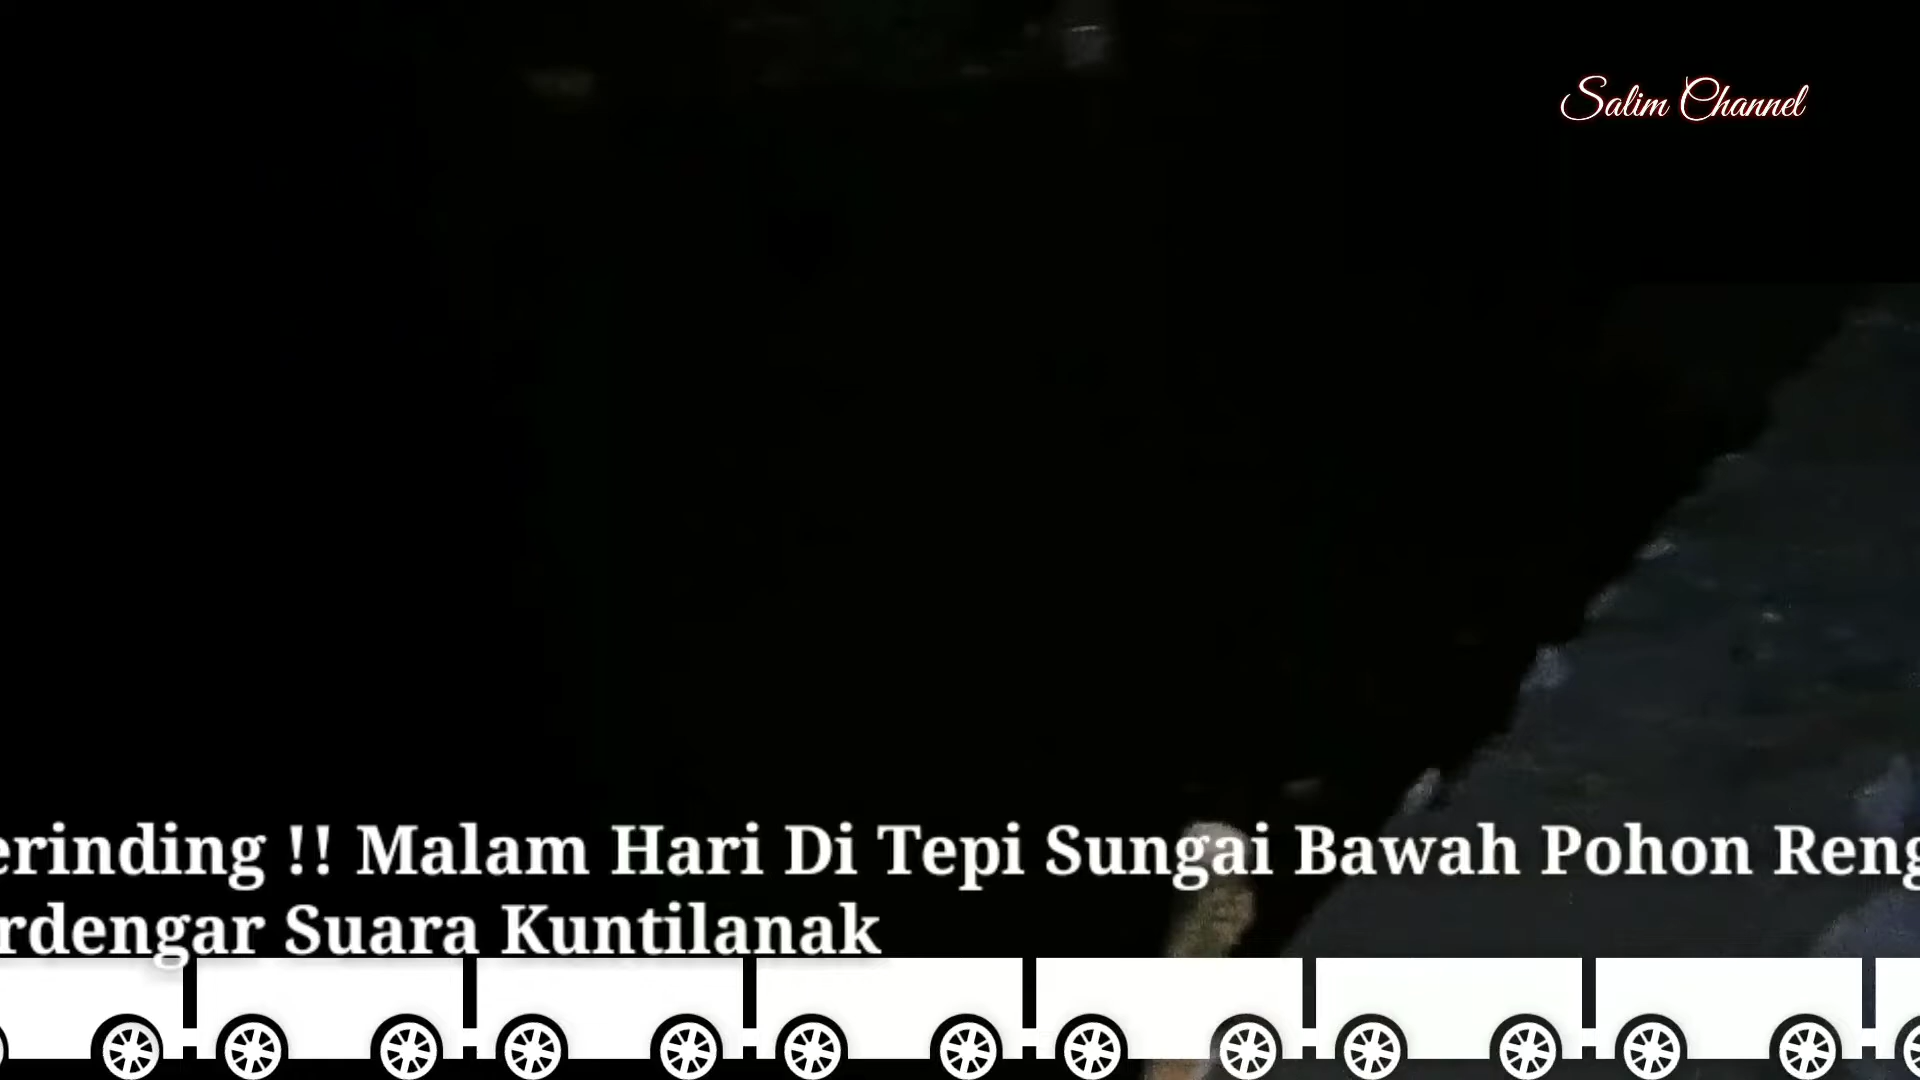 Salim Channel
erinding !! Malam Hari Di Tepi Sungai Bawah Pohon Reng
rdengar Suara Kuntilanak